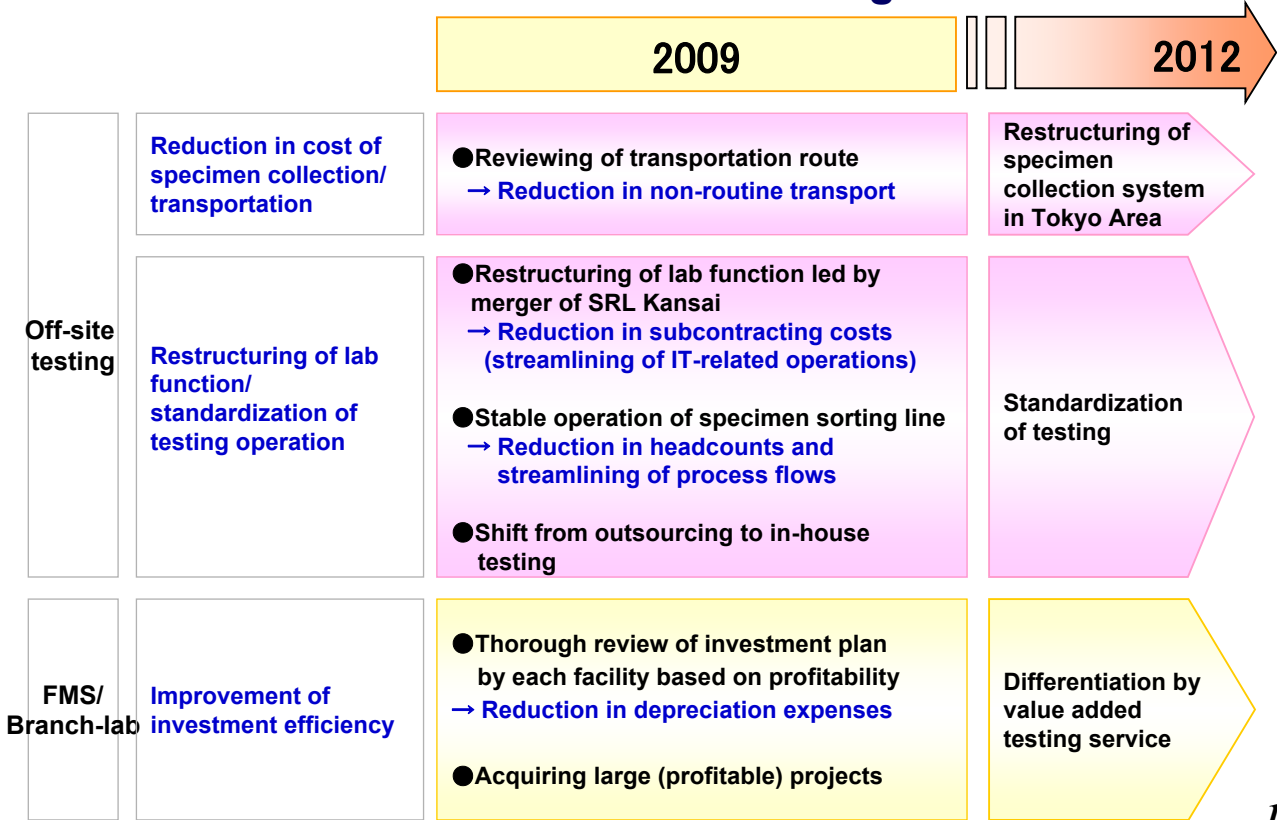 2009
2012
Off-site
testing
Reduction in cost of
specimen collection/
transportation
●Reviewing of transportation route
→ Reduction in non-routine transport
Restructuring of
specimen
collection system
in Tokyo Area
Restructuring of lab
function/
standardization of
testing operation
●Restructuring of lab function led by
merger of SRL Kansai
→ Reduction in subcontracting costs
(streamlining of IT-related operations)
●Stable operation of specimen sorting line
→ Reduction in headcounts and
streamlining of process flows
●Shift from outsourcing to in-house
testing
Standardization
of testing
FMS/
Branch-lab
Improvement of
investment efficiency
●Thorough review of investment plan
by each facility based on profitability
→ Reduction in depreciation expenses
●Acquiring large (profitable) projects
Differentiation by
value added
testing service